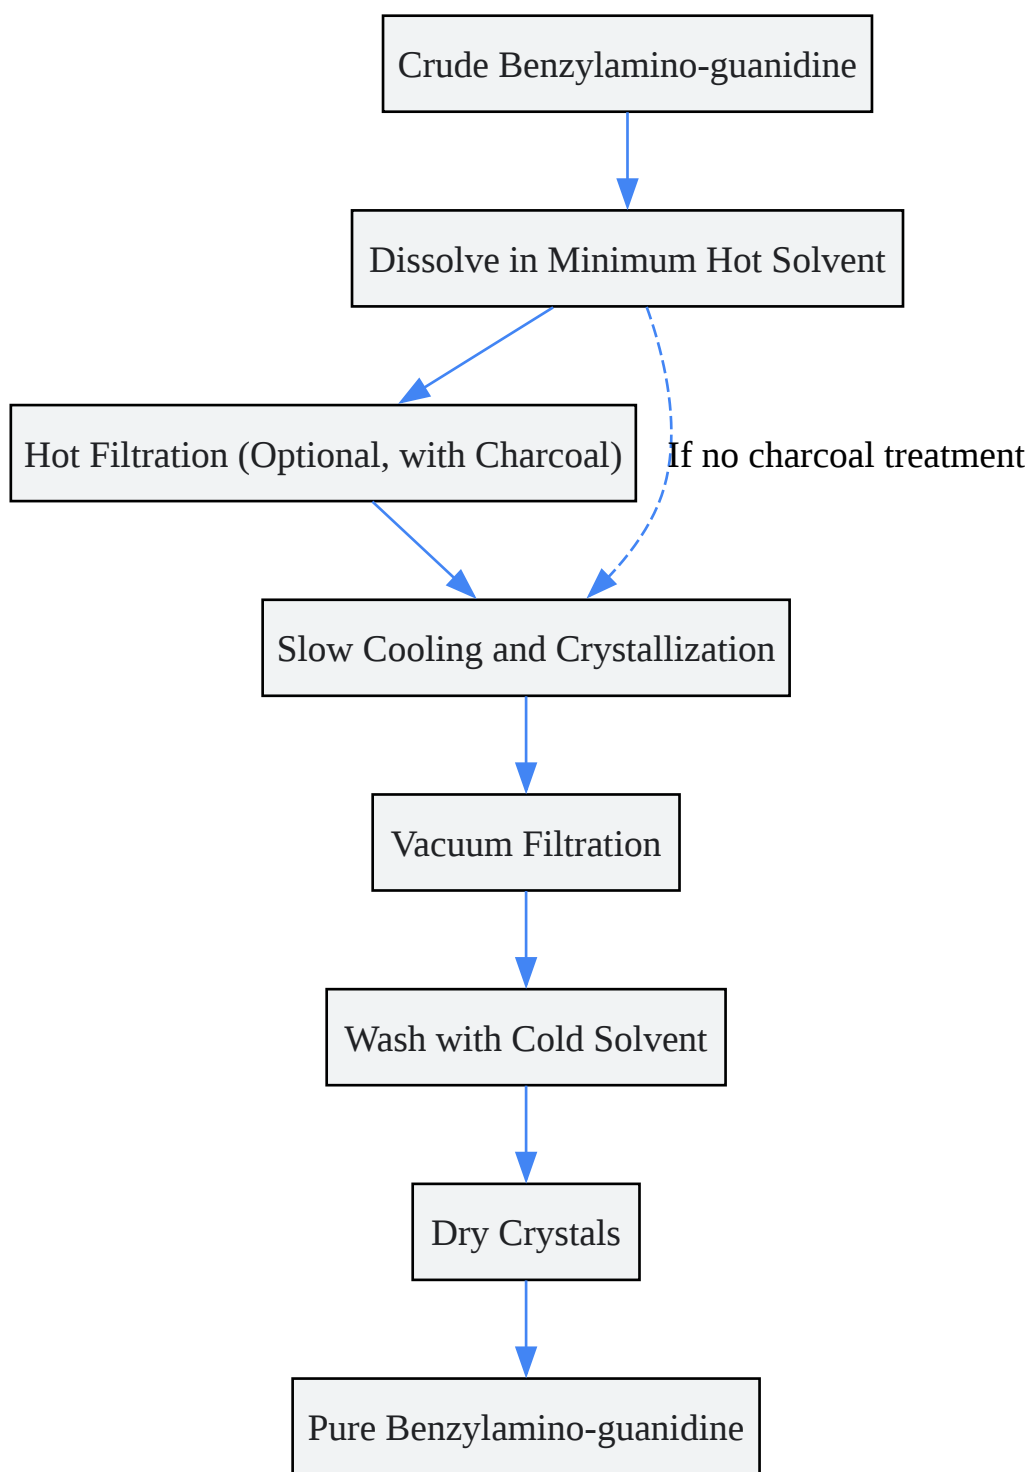 Crude Benzylamino-guanidine
Dissolve in Minimum Hot Solvent
Hot Filtration (Optional, with Charcoal)
If no charcoal treatment
Slow Cooling and Crystallization
Vacuum Filtration
Wash with Cold Solvent
Dry Crystals
Pure Benzylamino-guanidine